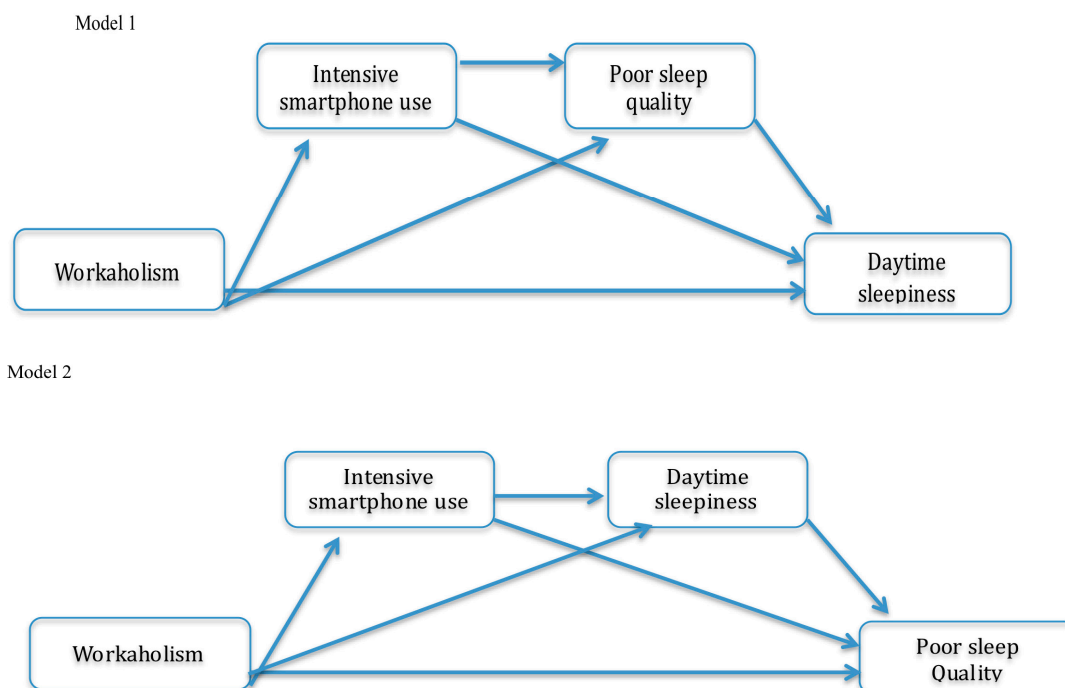 Model 1
Intensive
smartphone use
Poor sleep
quality
Workaholism
Daytime
sleepiness
Model 2
Intensive
smartphone use
Daytime
sleepiness
Workaholism
Poor sleep
Quality